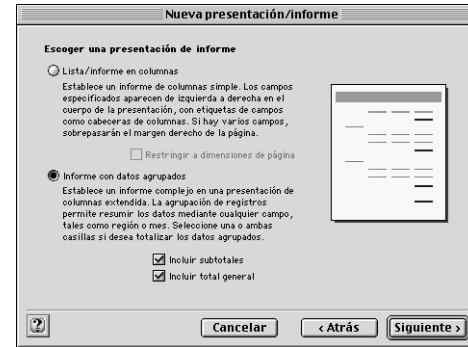 Nueva presentación/informe
Escoger una presentación de informe
Lista/informe en columnas
Establece un informe de columnas simple. Los campos
especificados aparecen de izquierda a derecha en el
cuerpo de la presentación, con etiquetas de campos
como cabeceras de columnas. Si hay varios campos,
sobrepasarán el margen derecho de la página.
Restringir a dimensiones de página
Informe con datos agrupados
Establece un informe complejo en una presentación de
columnas extendida. La agrupación de registros
permite resumir los datos mediante cualquier campo,
tales como región o mes. Seleccione una o ambas
casillas si desea totalizar los datos agrupados.
Incluir subtotales
Incluir total general
?
Cancelar
‹ Atrás
Siguiente ›